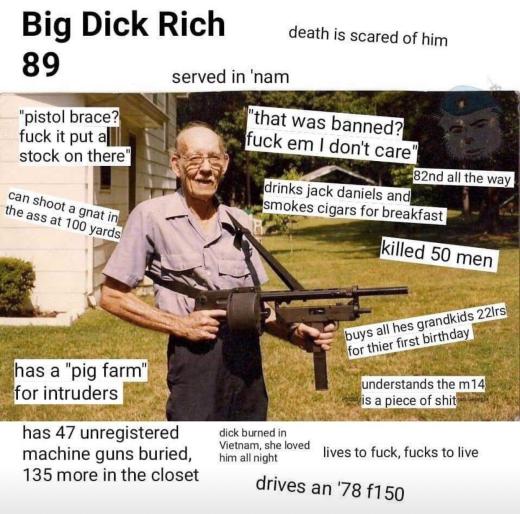 Big Dick Rich
89
death is scared of him
served in 'nam
"pistol brace?
fuck it put a
stock on there"
"that was banned?
fuck em I don't care"
82nd all the way
drinks jack daniels and
smokes cigars for breakfast
can shoot a gnat in
the ass at 100 yards
killed 50 men
buys all hes grandkids 22lrs
for thier first birthday
has a "pig farm"
for intruders
understands the m14
is a piece of shit
has 47 unregistered
machine guns buried,
135 more in the closet
dick burned in
Vietnam, she loved
him all night
lives to fuck, fucks to live
drives an '78 f150